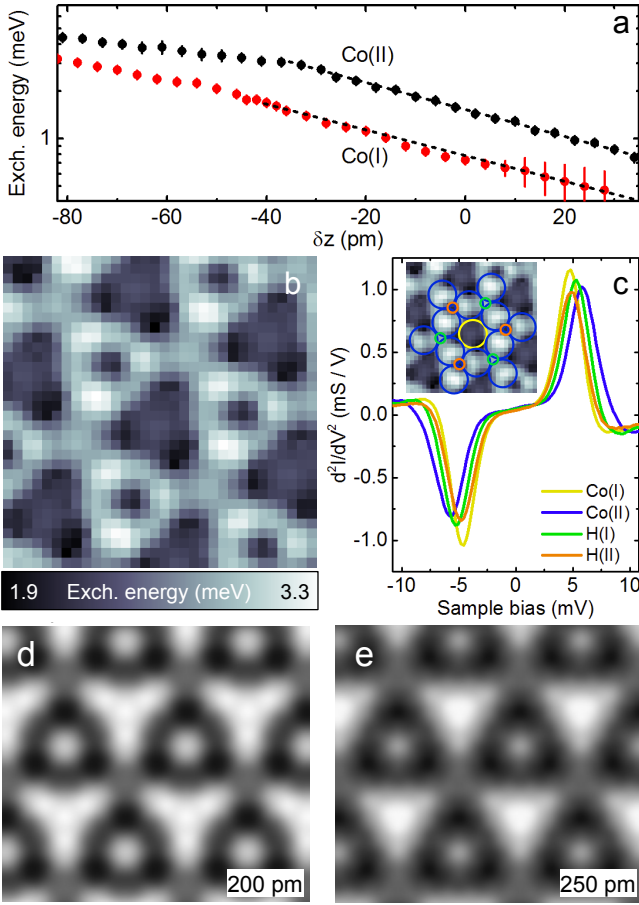 a
Exch. energy (meV)
1
Co(II)
Co(I)
-80 -60 -40 -20 0 20
δz (pm)
b
1.9 Exch. energy (meV) 3.3
c
d²I/dV² (mS / V)
1.0
0.5
0.0
-0.5
-1.0
Co(I)
Co(II)
H(I)
H(II)
-10 -5 0 5 10
Sample bias (mV)
d
200 pm
e
250 pm